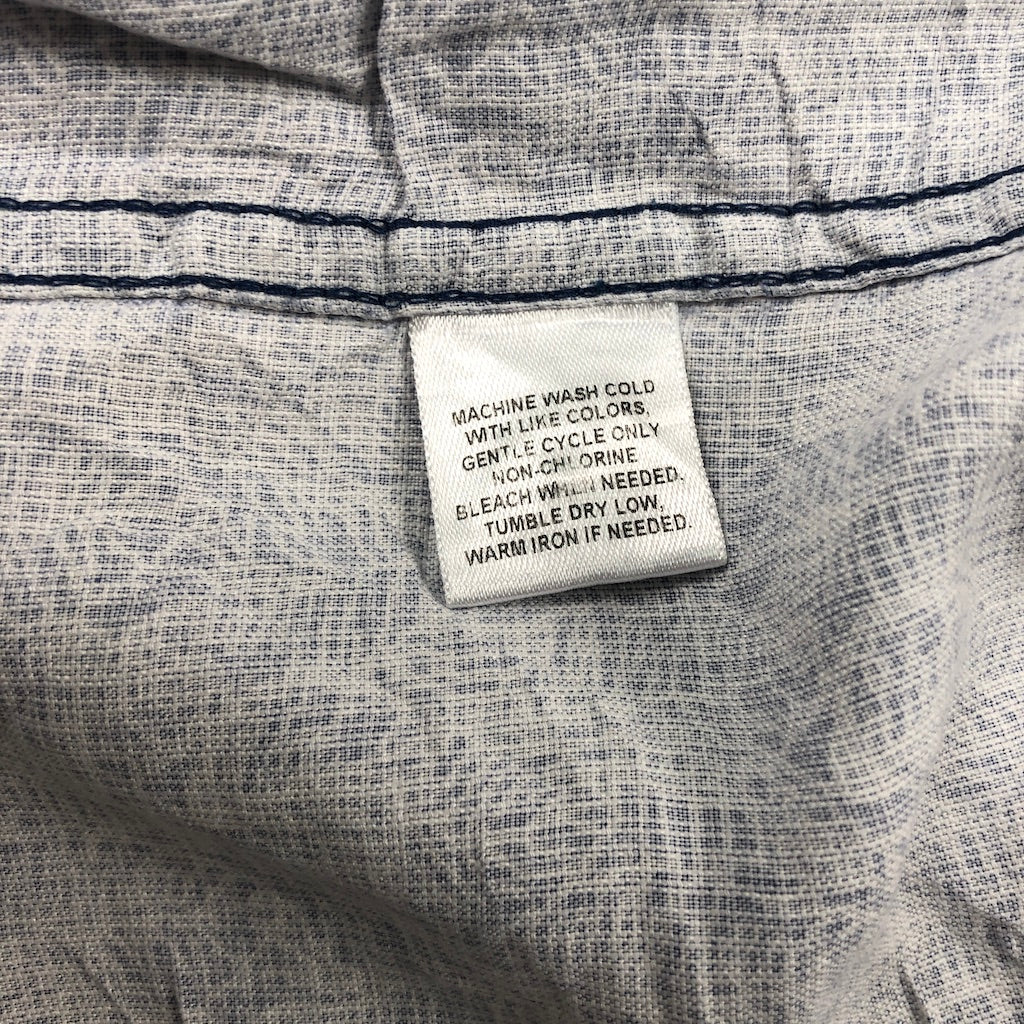 MACHINE WASH COLD
WITH LIKE COLORS,
GENTLE CYCLE ONLY
NON-CHLORINE
BLEACH WHEN NEEDED.
TUMBLE DRY LOW,
WARM IRON IF NEEDED.